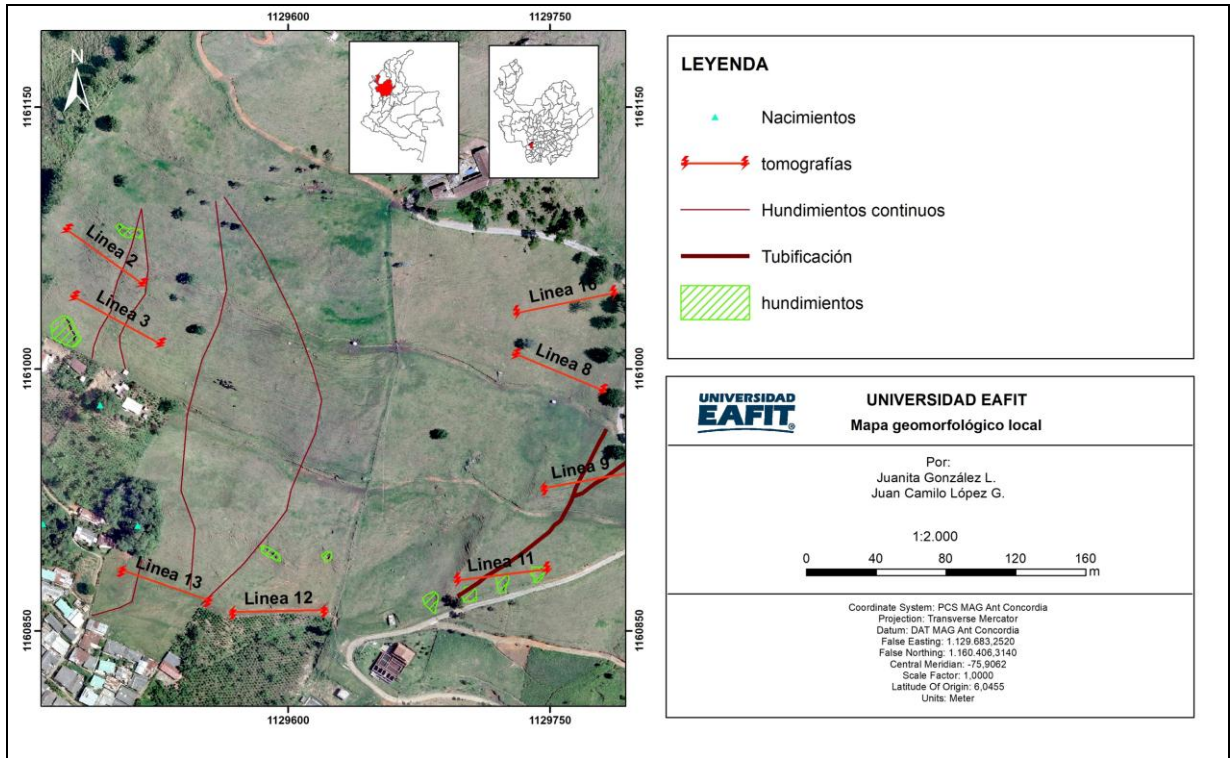 1129600
1129750
1161150
1161000
1160850
N
Linea 2
Linea 3
Linea 16
Linea 8
Linea 9
Linea 11
Linea 13
Linea 12
1161150
1161000
1160850
1129600
1129750
LEYENDA
Nacimientos
tomografías
Hundimientos continuos
Tubificación
hundimientos
UNIVERSIDAD
EAFIT
®
UNIVERSIDAD EAFIT
Mapa geomorfológico local
Por:
Juanita González L.
Juan Camilo López G.
1:2.000
0 40 80 120 160
m
Coordinate System: PCS MAG Ant Concordia
Projection: Transverse Mercator
Datum: DAT MAG Ant Concordia
False Easting: 1.129.683,2520
False Northing: 1.160.406,3140
Central Meridian: -75,9062
Scale Factor: 1,0000
Latitude Of Origin: 6,0455
Units: Meter